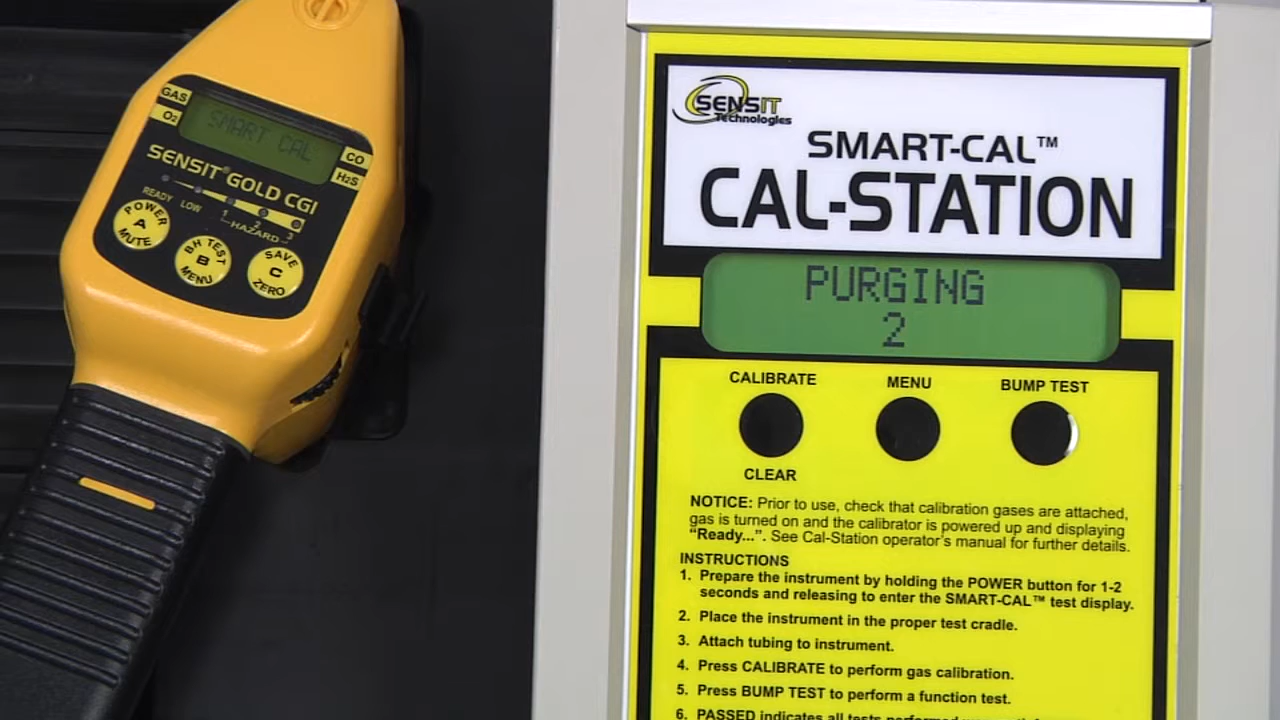 GAS
O2
SMART CAL
CO
H2S
SENSIT® GOLD CGI
READY LOW 1 2 3
HAZARD
POWER A MUTE
BH TEST B MENU
SAVE C ZERO
SENSIT
Technologies
SMART-CAL™
CAL-STATION
PURGING
2
CALIBRATE MENU BUMP TEST
CLEAR
NOTICE: Prior to use, check that calibration gases are attached,
gas is turned on and the calibrator is powered up and displaying
“Ready...”. See Cal-Station operator’s manual for further details.
INSTRUCTIONS
1. Prepare the instrument by holding the POWER button for 1-2
seconds and releasing to enter the SMART-CAL™ test display.
2. Place the instrument in the proper test cradle.
3. Attach tubing to instrument.
4. Press CALIBRATE to perform gas calibration.
5. Press BUMP TEST to perform a function test.
6. PASSED indicates all tests performed